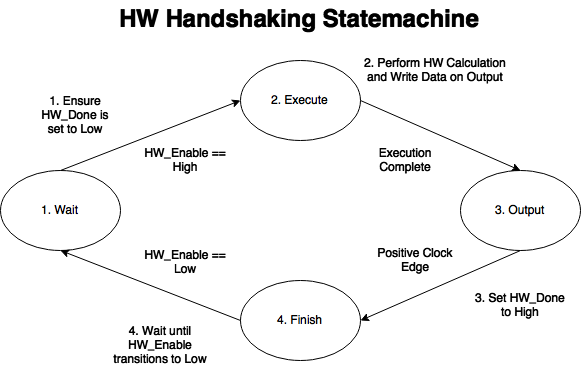 HW Handshaking Statemachine
2. Perform HW Calculation
and Write Data on Output
1. Ensure
HW_Done is
set to Low
2. Execute
HW_Enable ==
High
Execution
Complete
1. Wait
3. Output
HW_Enable ==
Low
Positive Clock
Edge
3. Set HW_Done
to High
4. Finish
4. Wait until
HW_Enable
transitions to Low